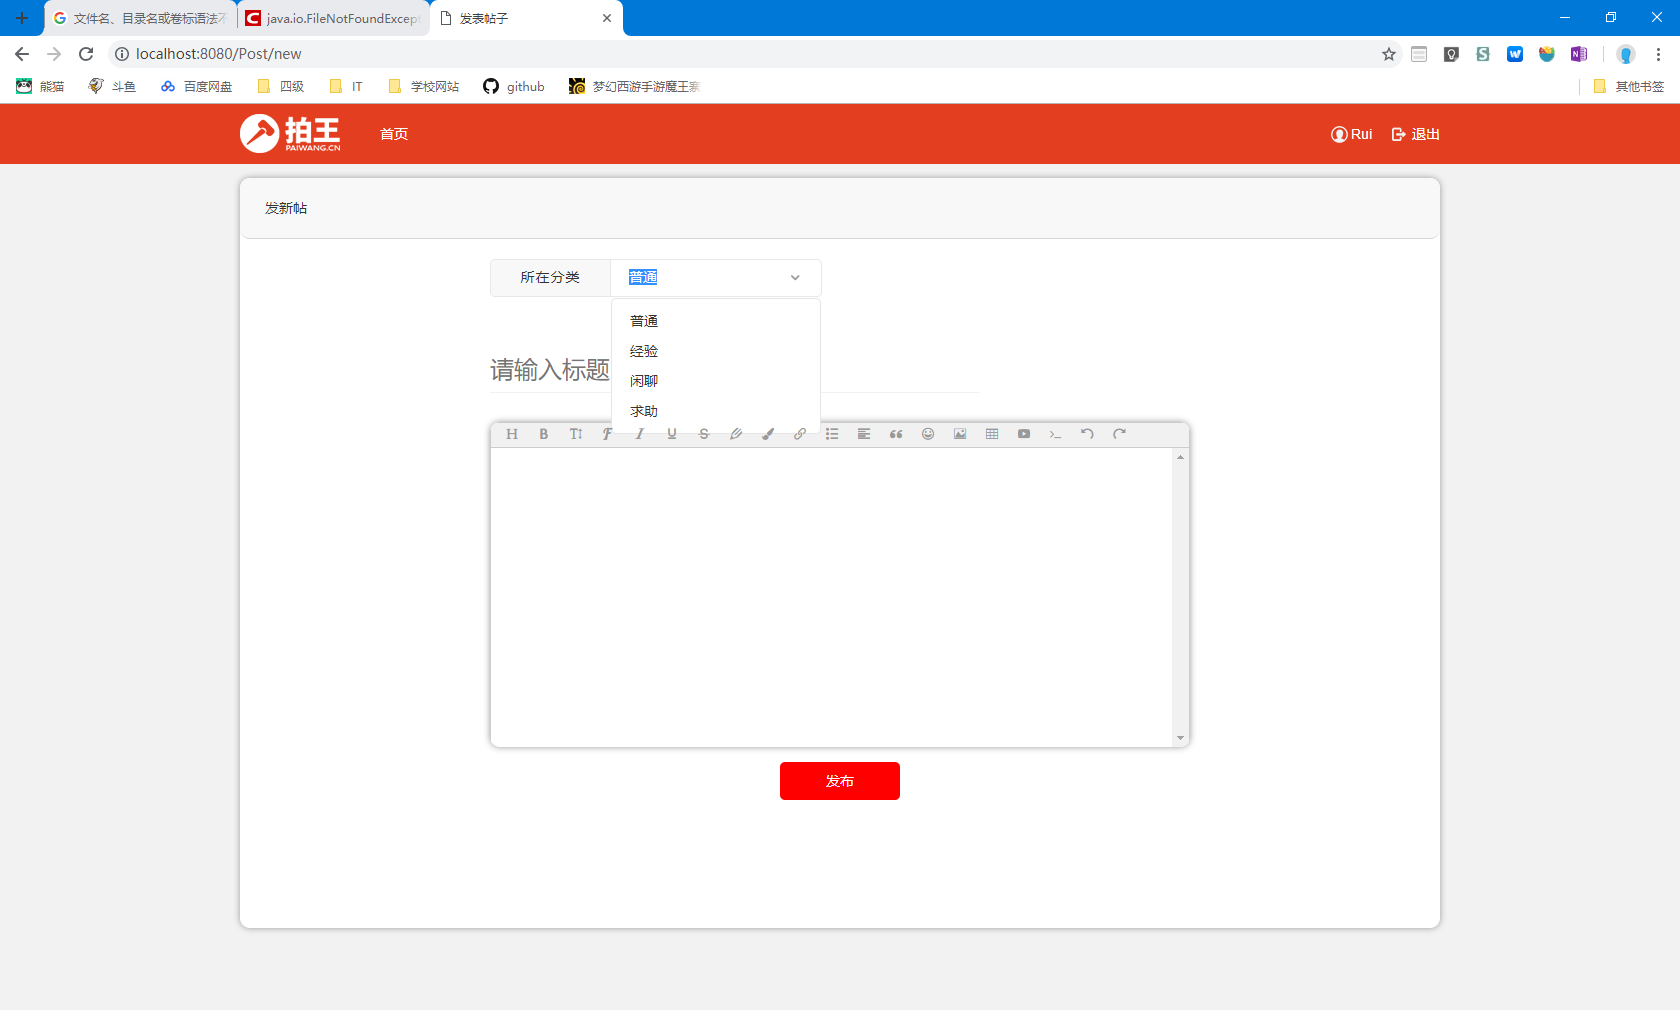 文件名、目录名或卷标语法不
java.io.FileNotFoundExcept
发表帖子
localhost:8080/Post/new
熊猫
斗鱼
百度网盘
四级
IT
学校网站
github
梦幻西游手游魔王寨
其他书签
拍王
PAIWANG.CN
首页
Rui
退出
发新帖
所在分类
普通
普通
经验
闲聊
求助
请输入标题
发布